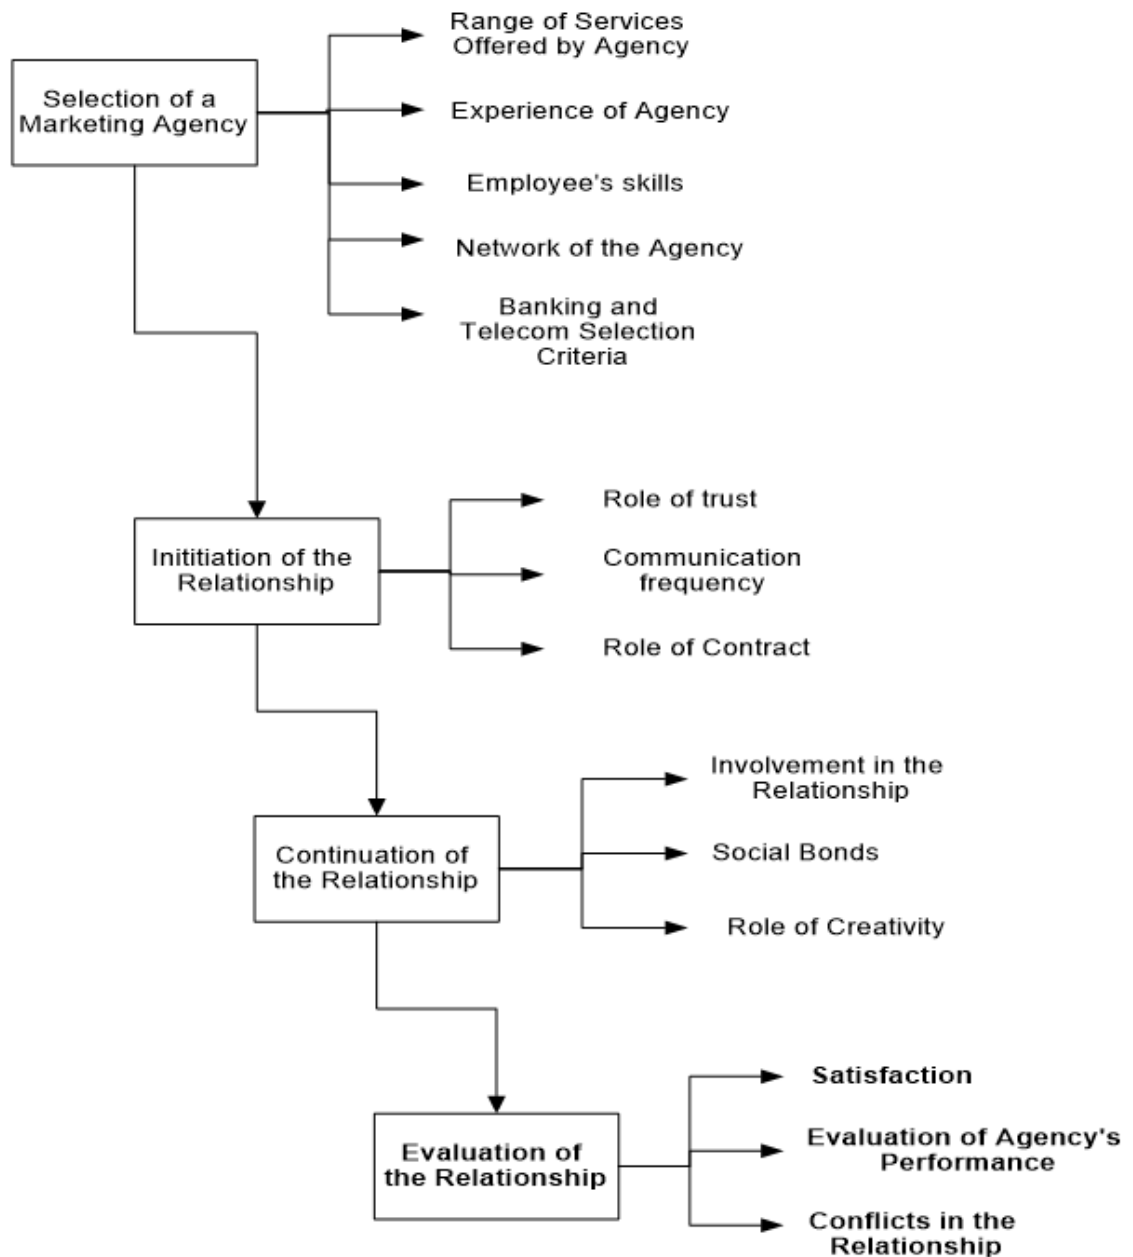 Range of Services
Offered by Agency
Selection of a
Marketing Agency
Experience of Agency
Employee's skills
Network of the Agency
Banking and
Telecom Selection
Criteria
Role of trust
Inititiation of the
Relationship
Communication
frequency
Role of Contract
Involvement in the
Relationship
Continuation of
the Relationship
Social Bonds
Role of Creativity
Satisfaction
Evaluation of
the Relationship
Evaluation of Agency's
Performance
Conflicts in the
Relationship